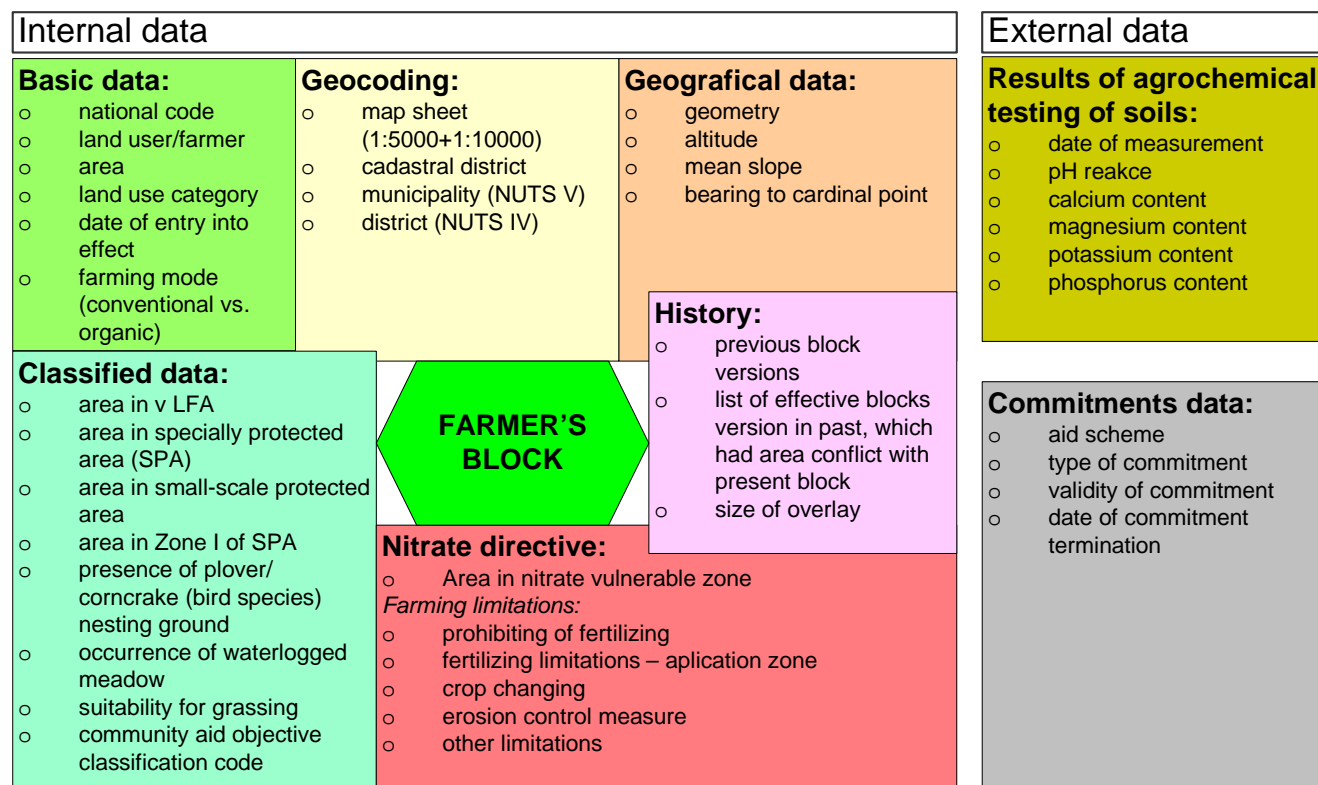 Internal data
Basic data:
o national code
o land user/farmer
o area
o land use category
o date of entry into
effect
o farming mode
(conventional vs.
organic)
Geocoding:
o map sheet
(1:5000+1:10000)
o cadastral district
o municipality (NUTS V)
o district (NUTS IV)
Geografical data:
o geometry
o altitude
o mean slope
o bearing to cardinal point
Classified data:
o area in v LFA
o area in specially protected
area (SPA)
o area in small-scale protected
area
o area in Zone I of SPA
o presence of plover/
corncrake (bird species)
nesting ground
o occurrence of waterlogged
meadow
o suitability for grassing
o community aid objective
classification code
FARMER'S
BLOCK
History:
o previous block
versions
o list of effective blocks
version in past, which
had area conflict with
present block
o size of overlay
Nitrate directive:
o Area in nitrate vulnerable zone
Farming limitations:
o prohibiting of fertilizing
o fertilizing limitations – aplication zone
o crop changing
o erosion control measure
o other limitations
External data
Results of agrochemical
testing of soils:
o date of measurement
o pH reakce
o calcium content
o magnesium content
o potassium content
o phosphorus content
Commitments data:
o aid scheme
o type of commitment
o validity of commitment
o date of commitment
termination